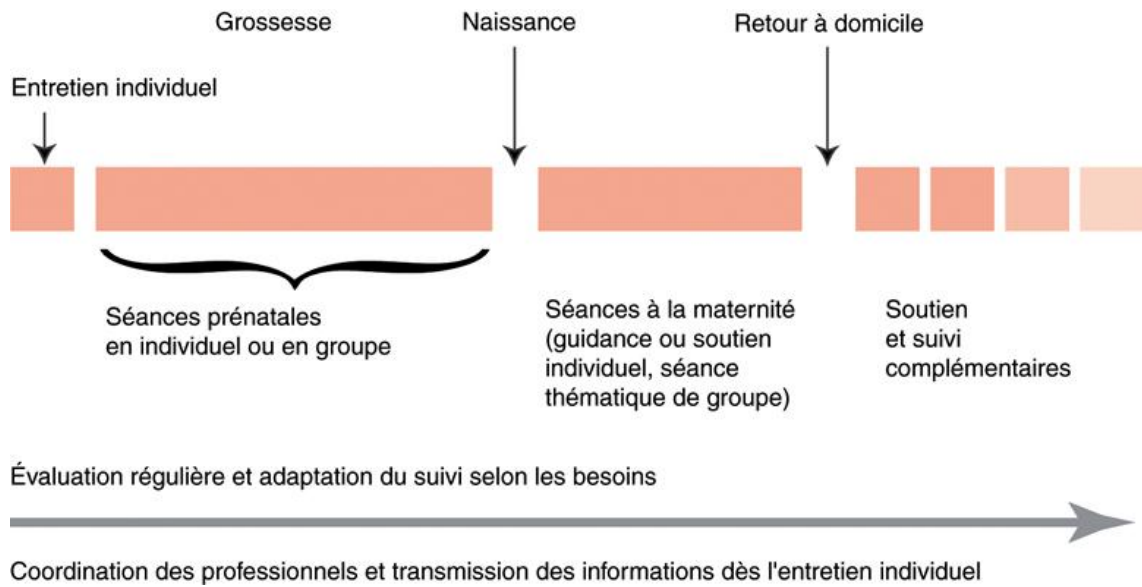 Grossesse
Naissance
Retour à domicile
Entretien individuel
Séances prénatales
en individuel ou en groupe
Séances à la maternité
(guidance ou soutien
individuel, séance
thématique de groupe)
Soutien
et suivi
complémentaires
Évaluation régulière et adaptation du suivi selon les besoins
Coordination des professionnels et transmission des informations dès l'entretien individuel